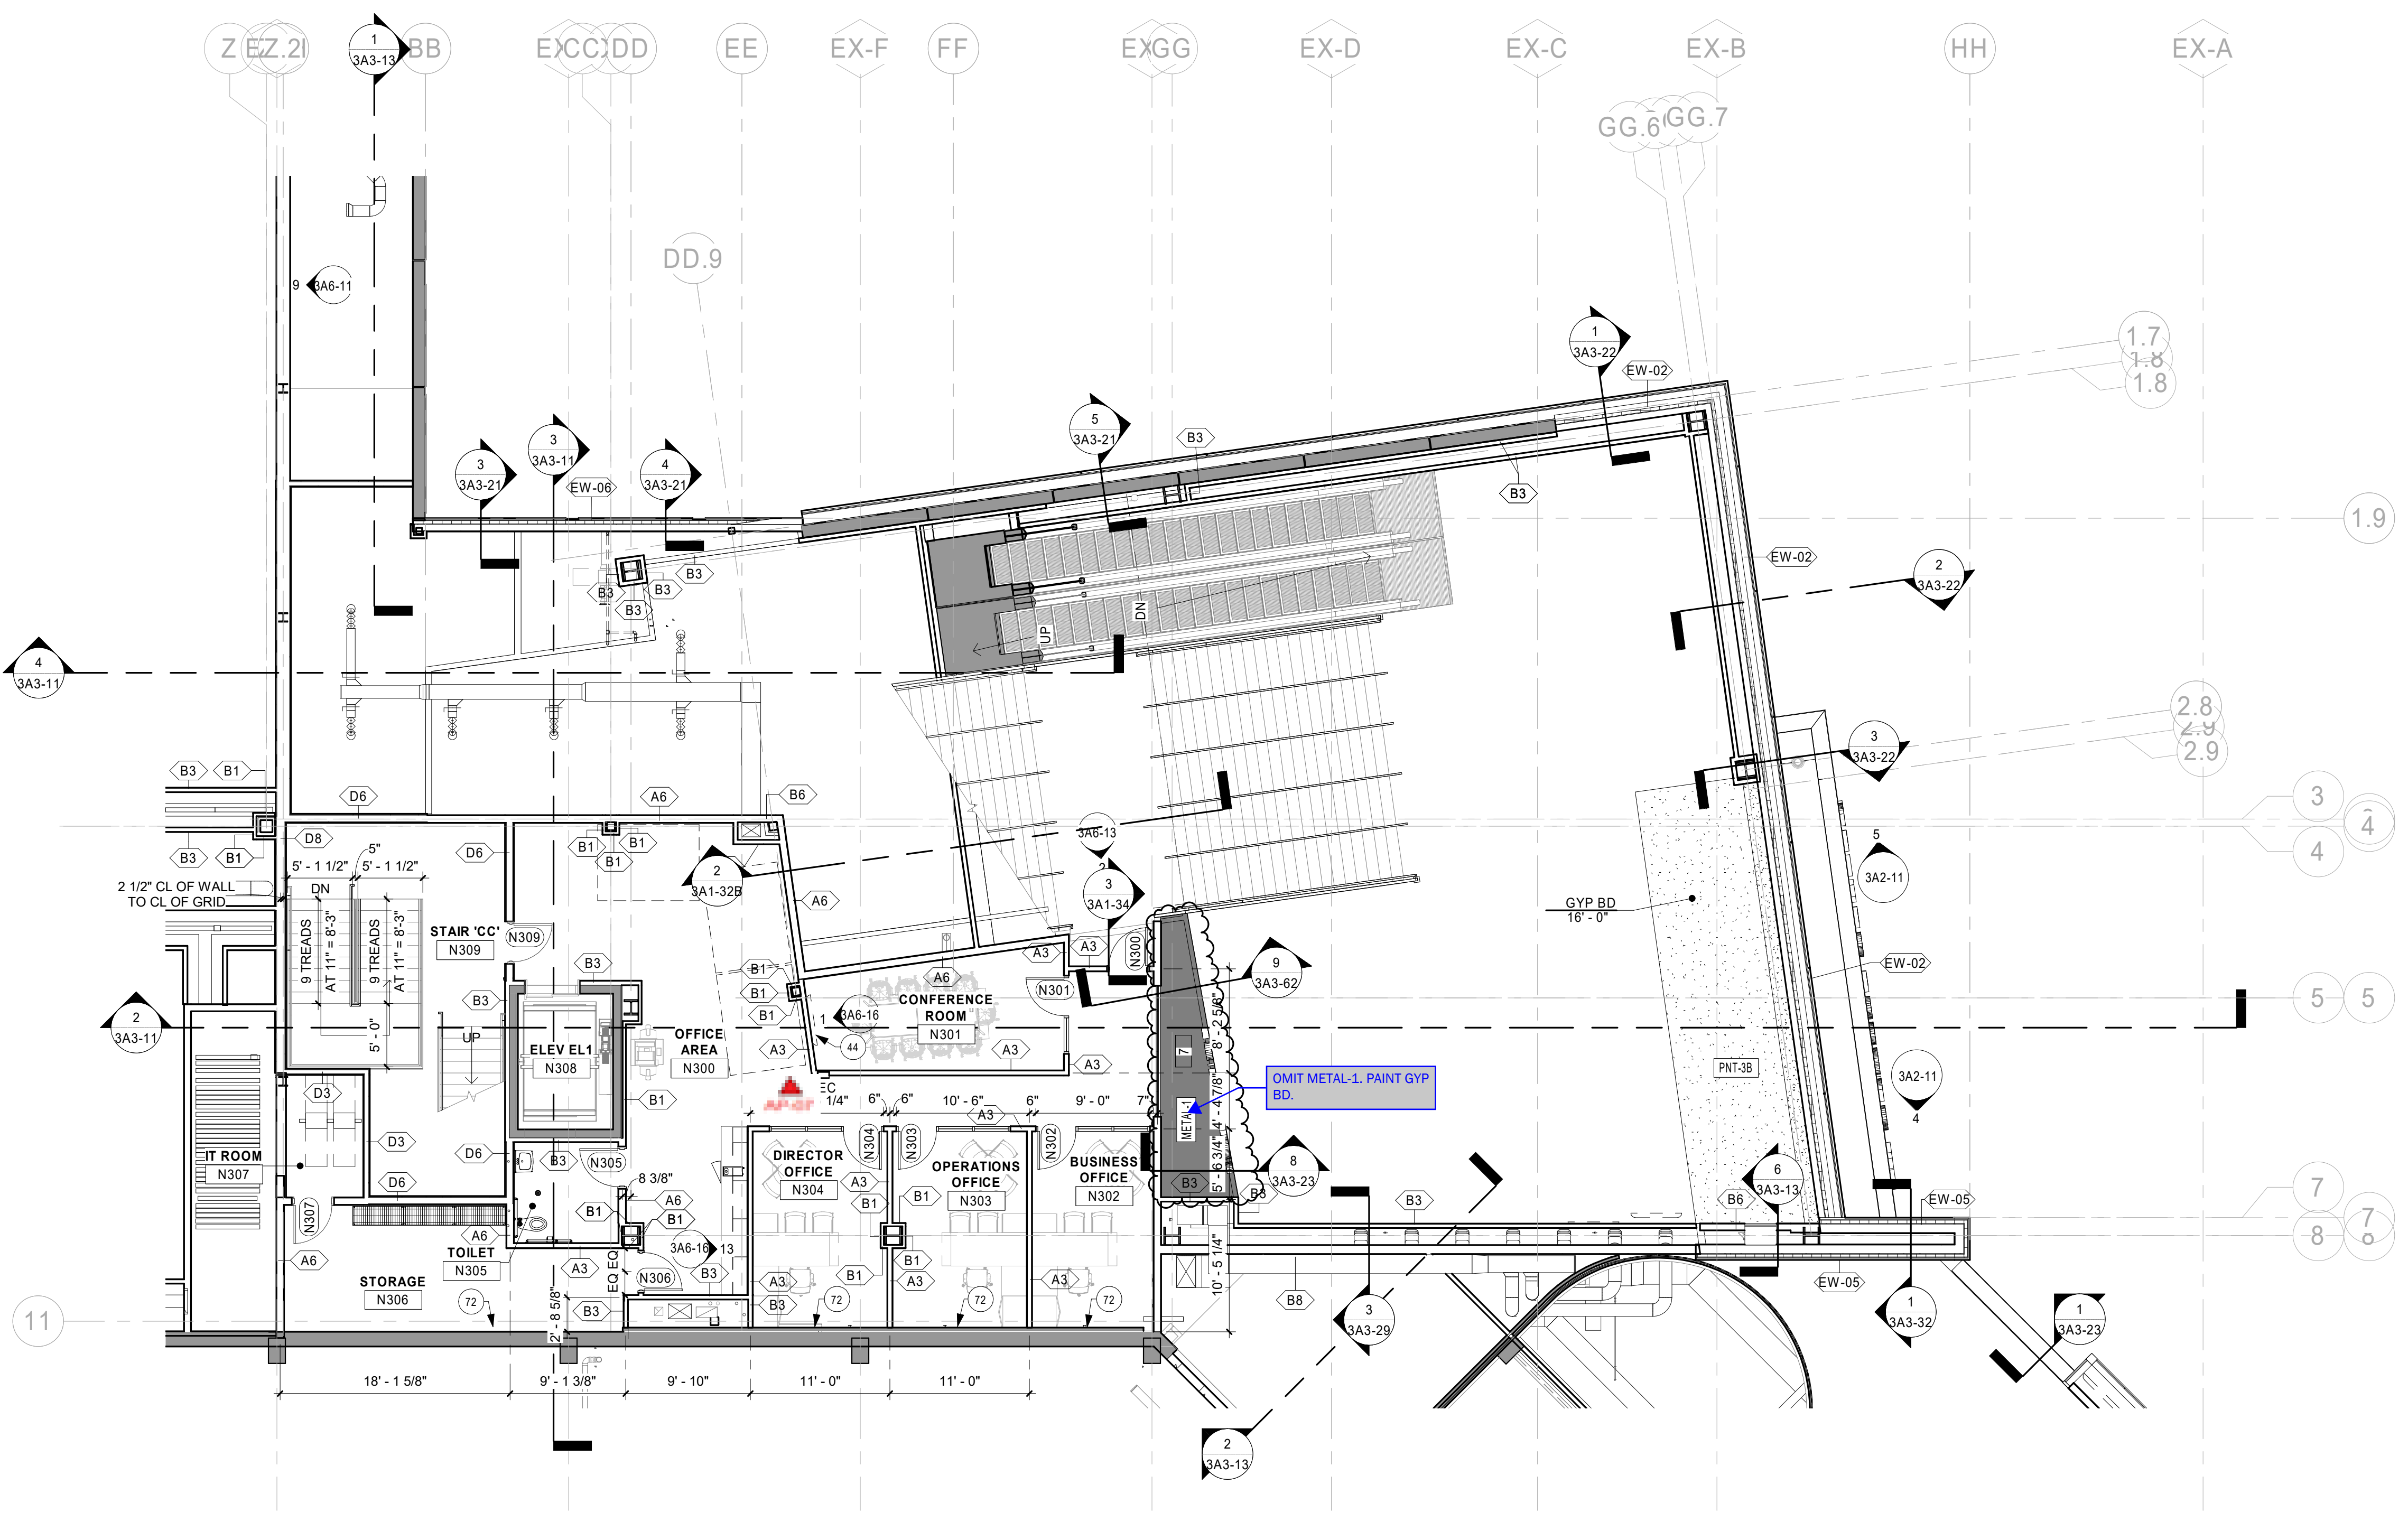 Z
BB
DD
EE
EX-F
FF
GG
EX-D
EX-C
EX-B
HH
EX-A
1
3A3-13
GG.7
GG.6
DD.9
9
3A6-11
1.7
1.8
1.8
1
3A3-22
EW-02
5
3A3-21
B3
3
3A3-11
3
3A3-21
4
3A3-21
EW-06
B3
1.9
EW-02
2
3A3-22
B3
B3
B3
B3
DN
UP
4
3A3-11
2.8
2.9
2.9
3
3A3-22
B3
B1
D6
A6
B6
3
4
4
B3
B1
D8
D6
B1
B1
B1
3A6-13
5
3A2-11
5"
5' - 1 1/2"
5' - 1 1/2"
2 1/2" CL OF WALL
TO CL OF GRID
DN
9 TREADS
AT 11" = 8'-3"
9 TREADS
AT 11" = 8'-3"
5' - 0"
2
3A1-32B
2
3
3A1-34
A6
GYP BD
16' - 0"
STAIR 'CC'
N309
N309
B3
A3
A3
N300
A6
B1
B1
B1
N301
9
3A3-62
EW-02
B3
CONFERENCE
ROOM
N301
1
3A6-16
44
5
5
2
3A3-11
UP
ELEV EL1
N308
OFFICE
AREA
N300
A3
A3
A3
8' - 2 5/8"
7
4' - 4 7/8"
METAL-1
5' - 6 3/4"
OMIT METAL-1. PAINT GYP
BD.
PNT-3B
3A2-11
4
D3
B1
EC
1/4"
6"
6"
10' - 6"
A3
6"
9' - 0"
7"
D3
D6
B3
N305
N304
N303
N302
IT ROOM
N307
DIRECTOR
OFFICE
N304
OPERATIONS
OFFICE
N303
BUSINESS
OFFICE
N302
8
3A3-23
6
3A3-13
D6
8 3/8"
A6
B1
B1
A3
B1
B1
B3
B3
B3
B6
EW-05
7
7
8
N307
A6
A6
TOILET
N305
A3
3A6-16
13
B1
A3
A3
A3
B1
10' - 5 1/4"
EW-05
STORAGE
N306
EQ EQ
N306
B3
B3
B3
72
72
72
72
B8
2' - 8 5/8"
11
3
3A3-29
1
3A3-32
1
3A3-23
18' - 1 5/8"
9' - 1 3/8"
9' - 10"
11' - 0"
11' - 0"
2
3A3-13